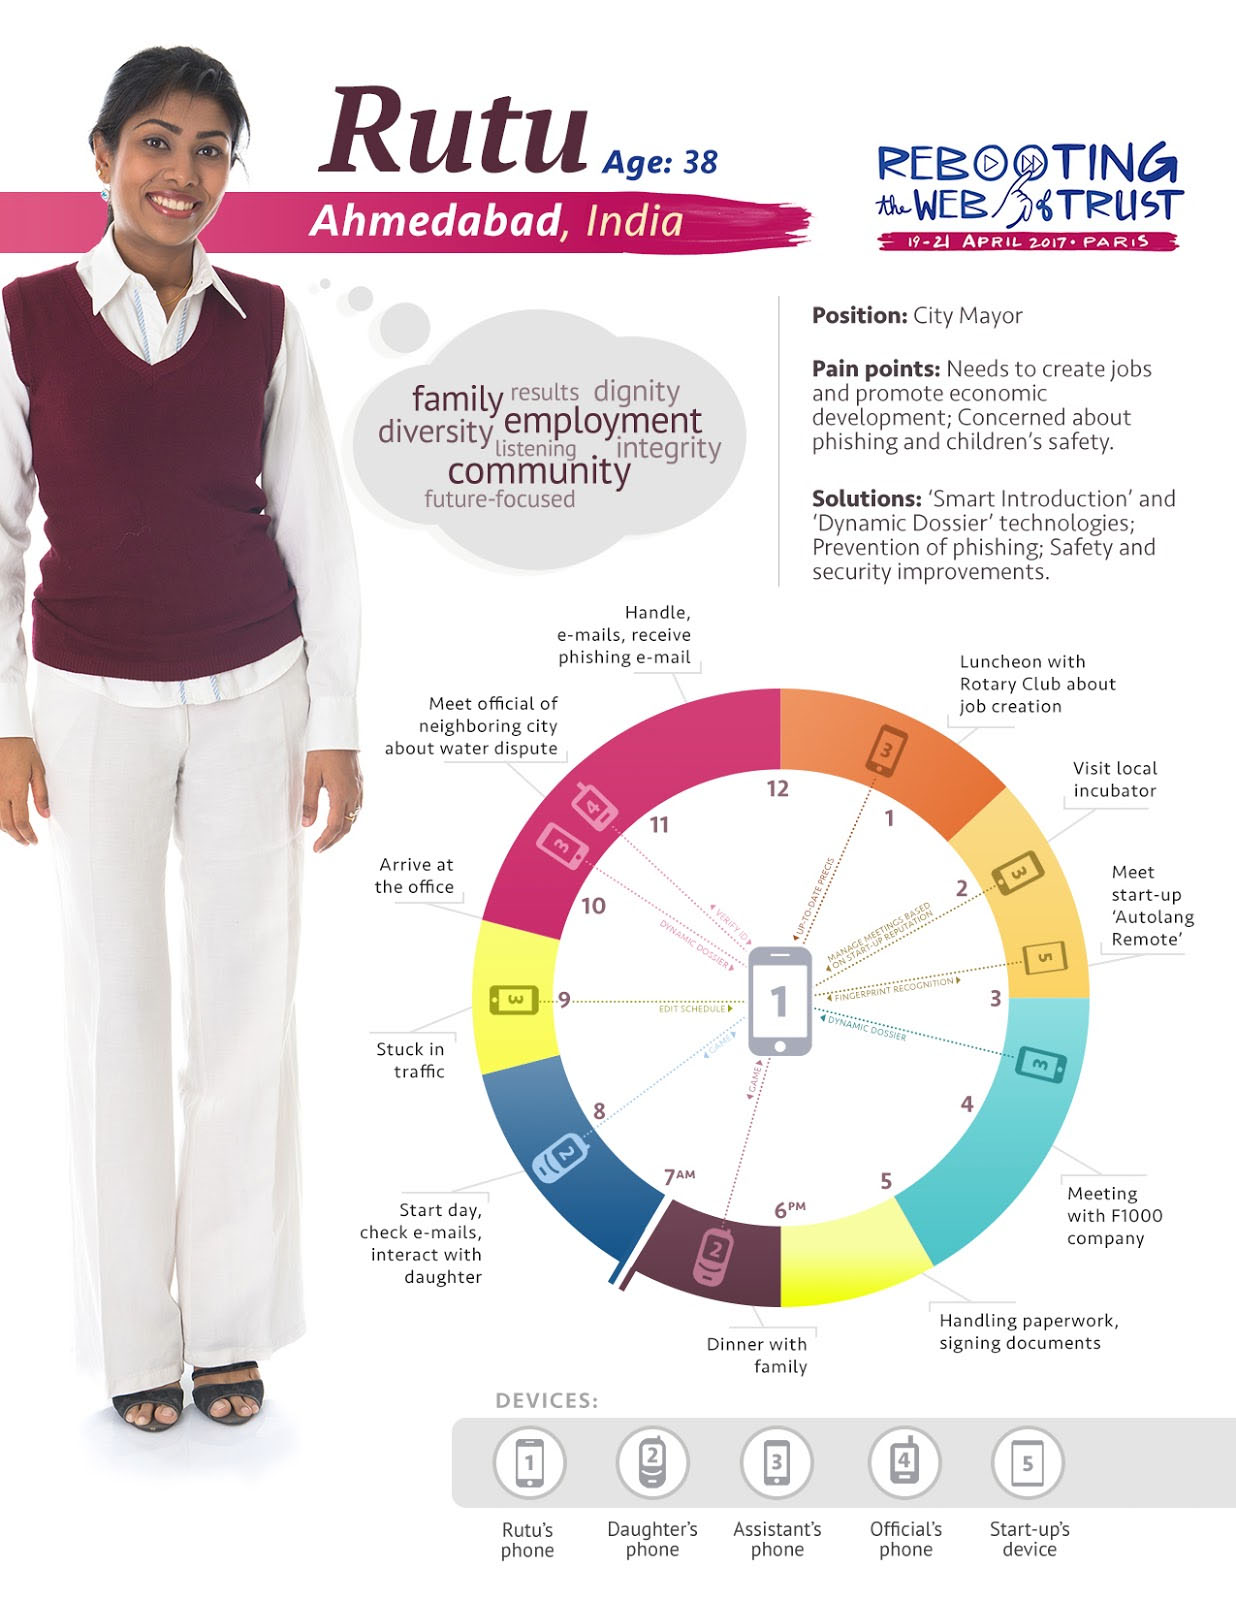 Rutu Age: 38
Ahmedabad, India
REBOOTING
the WEB of TRUST
19-21 APRIL 2017 • PARIS
family results dignity
diversity employment
listening integrity
community
future-focused
Position: City Mayor
Pain points: Needs to create jobs
and promote economic
development; Concerned about
phishing and children's safety.
Solutions: 'Smart Introduction' and
'Dynamic Dossier' technologies;
Prevention of phishing; Safety and
security improvements.
Handle,
e-mails, receive
phishing e-mail
Luncheon with
Rotary Club about
job creation
Meet official of
neighboring city
about water dispute
Visit local
incubator
Arrive at
the office
Meet
start-up
'Autolang
Remote'
Stuck in
traffic
Start day,
check e-mails,
interact with
daughter
Meeting
with F1000
company
Handling paperwork,
signing documents
Dinner with
family
12
1
2
3
4
5
6PM
7AM
8
9
10
11
3
3
5
3
2
2
3
3
4
1
UP-TO-DATE PRECIS
MANAGE MEETINGS BASED
ON START-UP REPUTATION
FINGERPRINT RECOGNITION
DYNAMIC DOSSIER
GAME
GAME
EDIT SCHEDULE
DYNAMIC DOSSIER
VERIFY ID
DEVICES:
1
2
3
4
5
Rutu's
phone
Daughter's
phone
Assistant's
phone
Official's
phone
Start-up's
device